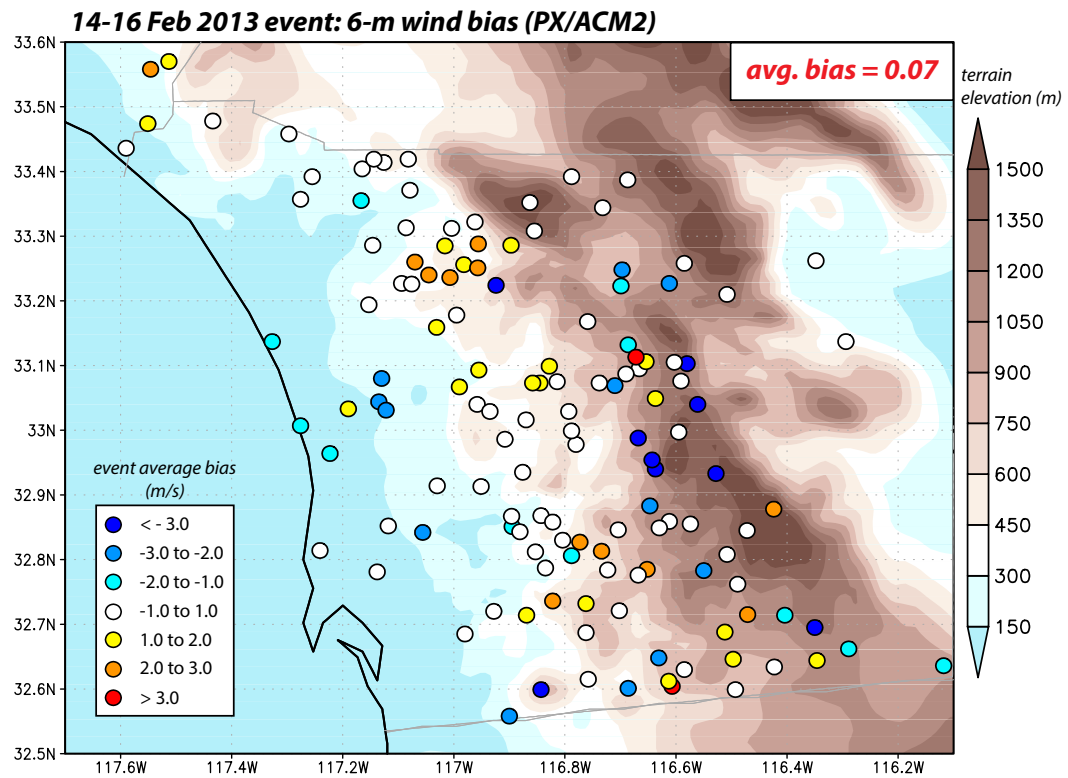 14-16 Feb 2013 event: 6-m wind bias (PX/ACM2)
avg. bias = 0.07
terrain
elevation (m)
33.6N
33.5N
33.4N
33.3N
33.2N
33.1N
33N
32.9N
32.8N
32.7N
32.6N
32.5N
1500
1350
1200
1050
900
750
600
450
300
150
event average bias
(m/s)
< - 3.0
-3.0 to -2.0
-2.0 to -1.0
-1.0 to 1.0
1.0 to 2.0
2.0 to 3.0
> 3.0
117.6W 117.4W 117.2W 117W 116.8W 116.6W 116.4W 116.2W